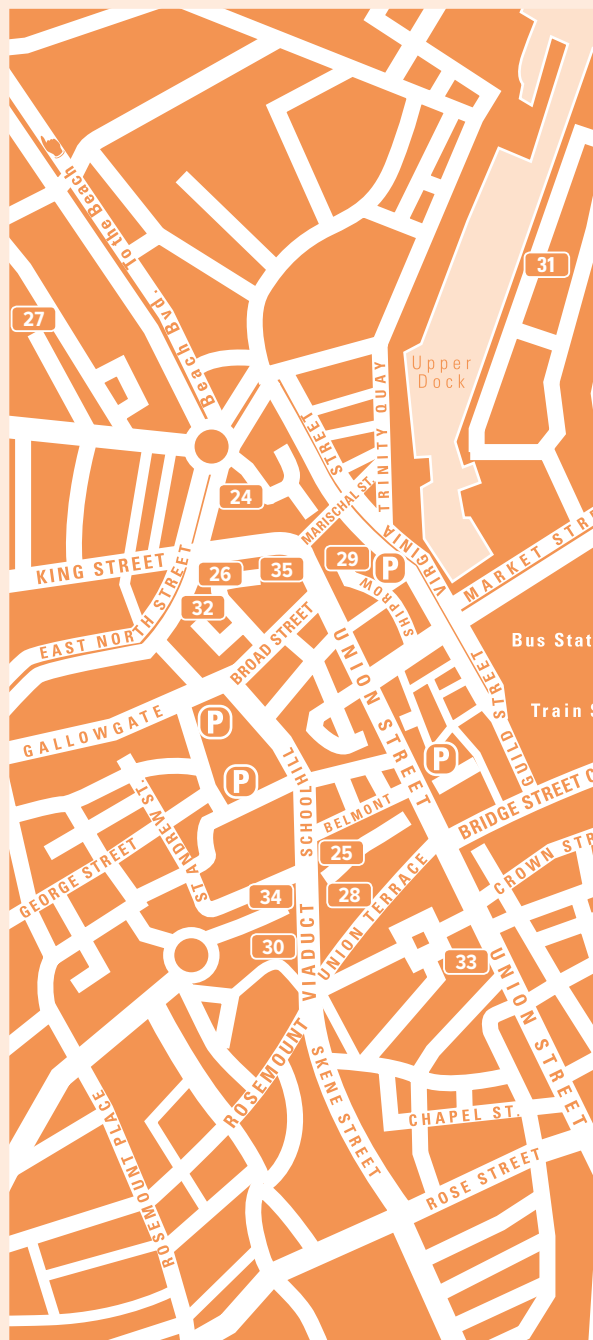 To the Beach
Beach Blvd.
31
27
Upper
Dock
TRINITY QUAY
STREET
24
MARISCHAL ST.
VIRGINIA
MARKET STRE
KING STREET
26
35
29
P
SHIPROW
32
EAST NORTH STREET
BROAD STREET
UNION STREET
Bus Stat
Train S
GUILD STREET
GALLOWGATE
P
P
P
SCHOOLHILL
BELMONT
BRIDGE STREET
ST ANDREW ST.
GEORGE STREET
25
CROWN STR
34
28
UNION TERRACE
30
33
VIADUCT
ROSEMOUNT
UNION STREET
SKENE STREET
CHAPEL ST.
ROSEMOUNT PLACE
ROSE STREET